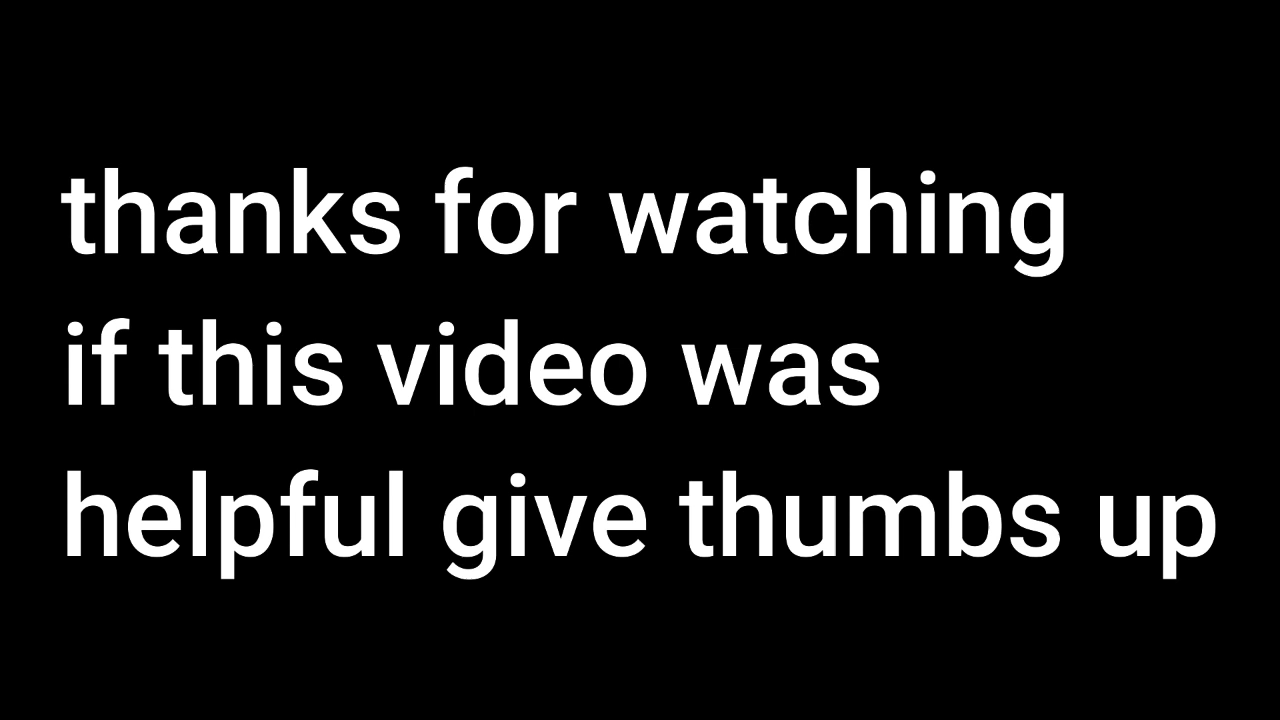 thanks for watching
if this video was
helpful give thumbs up